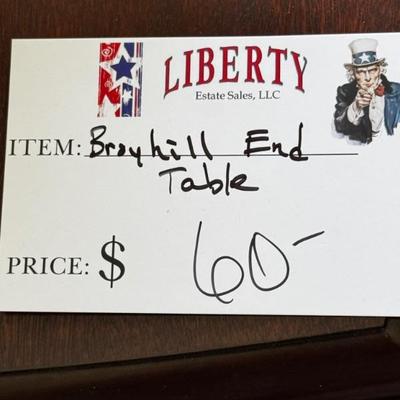 LIBERTY
Estate Sales, LLC
ITEM: Broyhill End
Table
PRICE: $ 60-